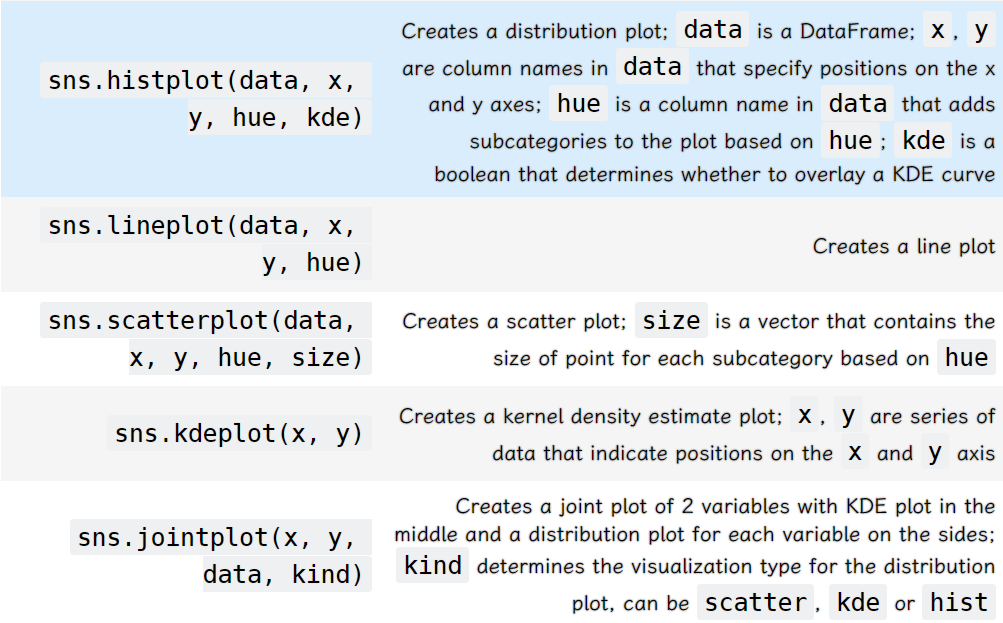 sns.histplot(data, x,
y, hue, kde)
Creates a distribution plot; data is a DataFrame; x, y
are column names in data that specify positions on the x
and y axes; hue is a column name in data that adds
subcategories to the plot based on hue; kde is a
boolean that determines whether to overlay a KDE curve
sns.lineplot(data, x,
y, hue)
Creates a line plot
sns.scatterplot(data,
x, y, hue, size)
Creates a scatter plot; size is a vector that contains the
size of point for each subcategory based on hue
sns.kdeplot(x, y)
Creates a kernel density estimate plot; x, y are series of
data that indicate positions on the x and y axis
sns.jointplot(x, y,
data, kind)
Creates a joint plot of 2 variables with KDE plot in the
middle and a distribution plot for each variable on the sides;
kind determines the visualization type for the distribution
plot, can be scatter, kde or hist